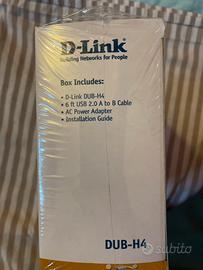 D-Link
Building Networks for People
Box Includes:
• D-Link DUB-H4
• 6 ft USB 2.0 A to B Cable
• AC Power Adapter
• Installation Guide
DUB-H4
subito